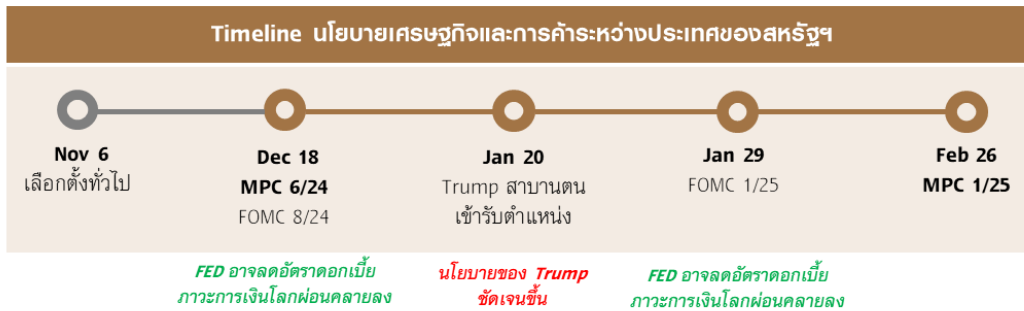 Timeline นโยบายเศรษฐกิจและการค้าระหว่างประเทศของสหรัฐฯ
Nov 6
เลือกตั้งทั่วไป
Dec 18
MPC 6/24
FOMC 8/24
Jan 20
Trump สาบานตน
เข้ารับตำแหน่ง
Jan 29
FOMC 1/25
Feb 26
MPC 1/25
FED อาจลดอัตราดอกเบี้ย
ภาวะการเงินโลกผ่อนคลายลง
นโยบายของ Trump
ชัดเจนขึ้น
FED อาจลดอัตราดอกเบี้ย
ภาวะการเงินโลกผ่อนคลายลง